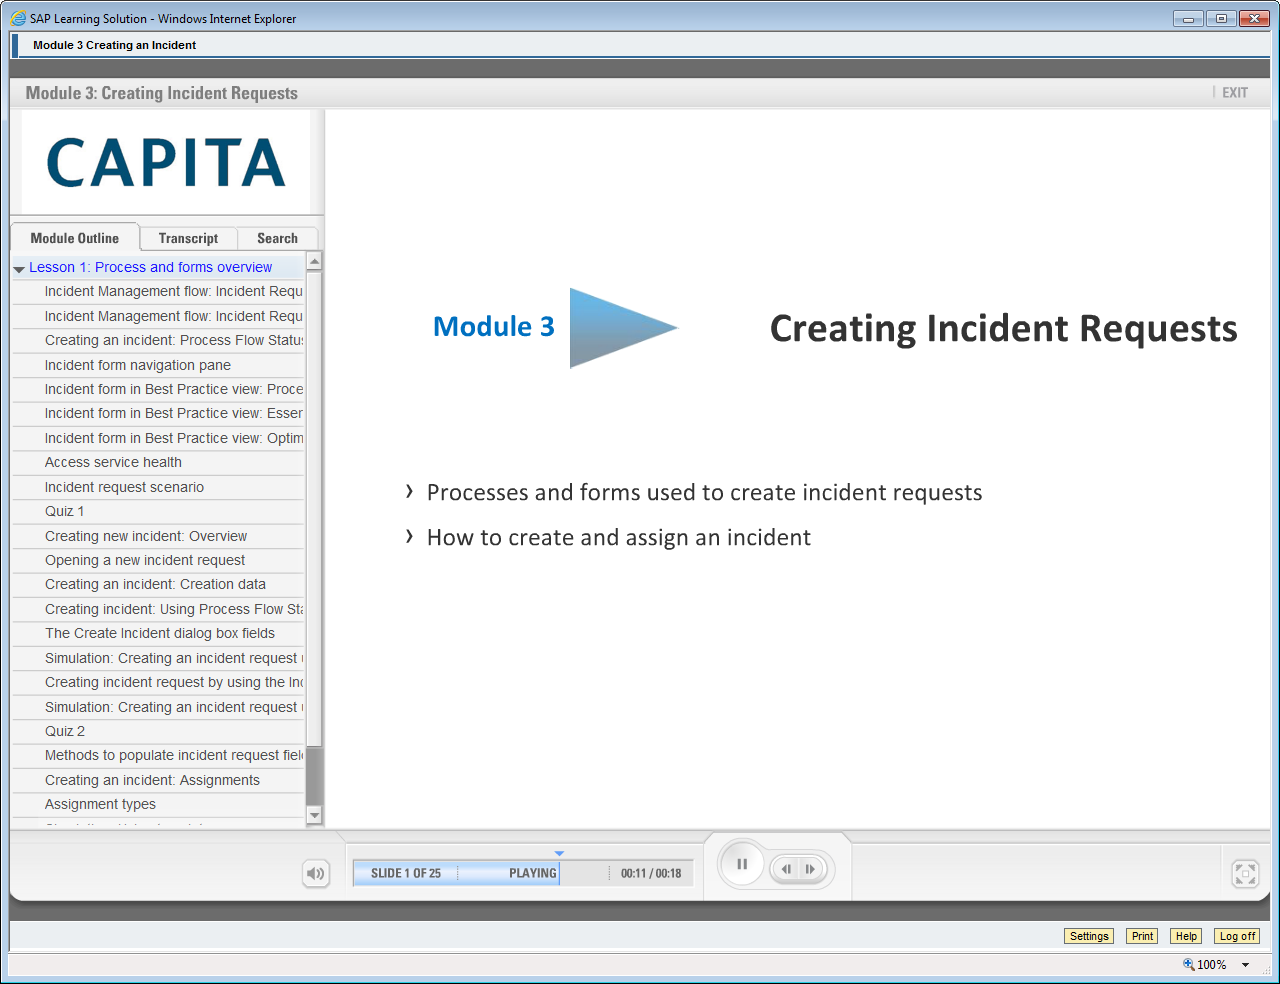 SAP Learning Solution - Windows Internet Explorer
Module 3 Creating an Incident
Module 3: Creating Incident Requests
EXIT
CAPITA
Module Outline
Transcript
Search
Lesson 1: Process and forms overview
Incident Management flow: Incident Requ
Incident Management flow: Incident Requ
Creating an incident: Process Flow Status
Incident form navigation pane
Incident form in Best Practice view: Proce
Incident form in Best Practice view: Essen
Incident form in Best Practice view: Optim
Access service health
Incident request scenario
Quiz 1
Creating new incident: Overview
Opening a new incident request
Creating an incident: Creation data
Creating incident: Using Process Flow Sta
The Create Incident dialog box fields
Simulation: Creating an incident request
Creating incident request by using the Inc
Simulation: Creating an incident request
Quiz 2
Methods to populate incident request fiel
Creating an incident: Assignments
Assignment types
Module 3
Creating Incident Requests
› Processes and forms used to create incident requests
› How to create and assign an incident
SLIDE 1 OF 25
PLAYING
00:11 / 00:18
Settings
Print
Help
Log off
100%